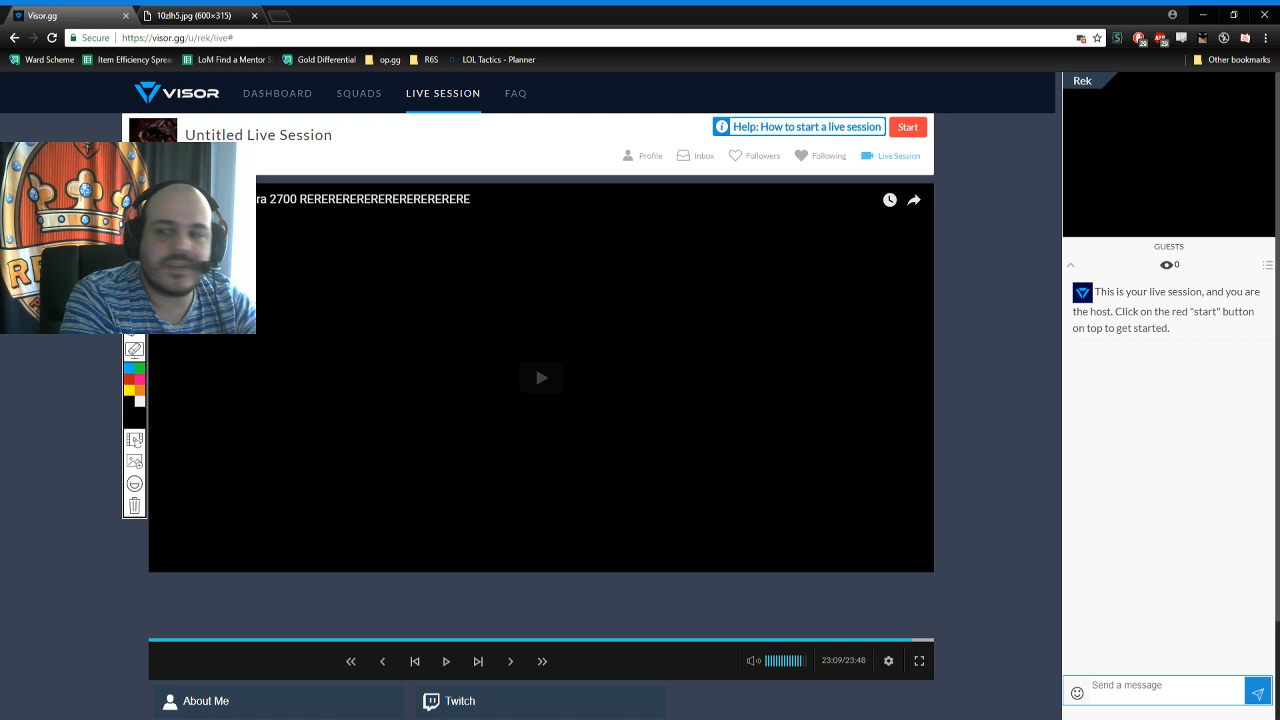 Visor.gg
10zlh5.jpg (600×315)
Secure
https://visor.gg/u/rek/live#
Ward Scheme
Item Efficiency Sprea
LoM Find a Mentor S
Gold Differential
op.gg
R6S
LOL Tactics - Planner
Other bookmarks
VISOR
DASHBOARD
SQUADS
LIVE SESSION
FAQ
Rek
Untitled Live Session
Help: How to start a live session
Start
Profile
Inbox
Followers
Following
Live Session
ra 2700 RERERERERERERERERERERE
GUESTS
0
This is your live session, and you are
the host. Click on the red "start" button
on top to get started.
23:09/23:48
About Me
Twitch
Send a message